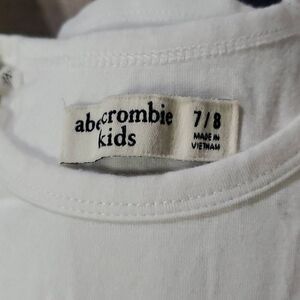 abercrombie
kids
7/8
MADE IN
VIETNAM